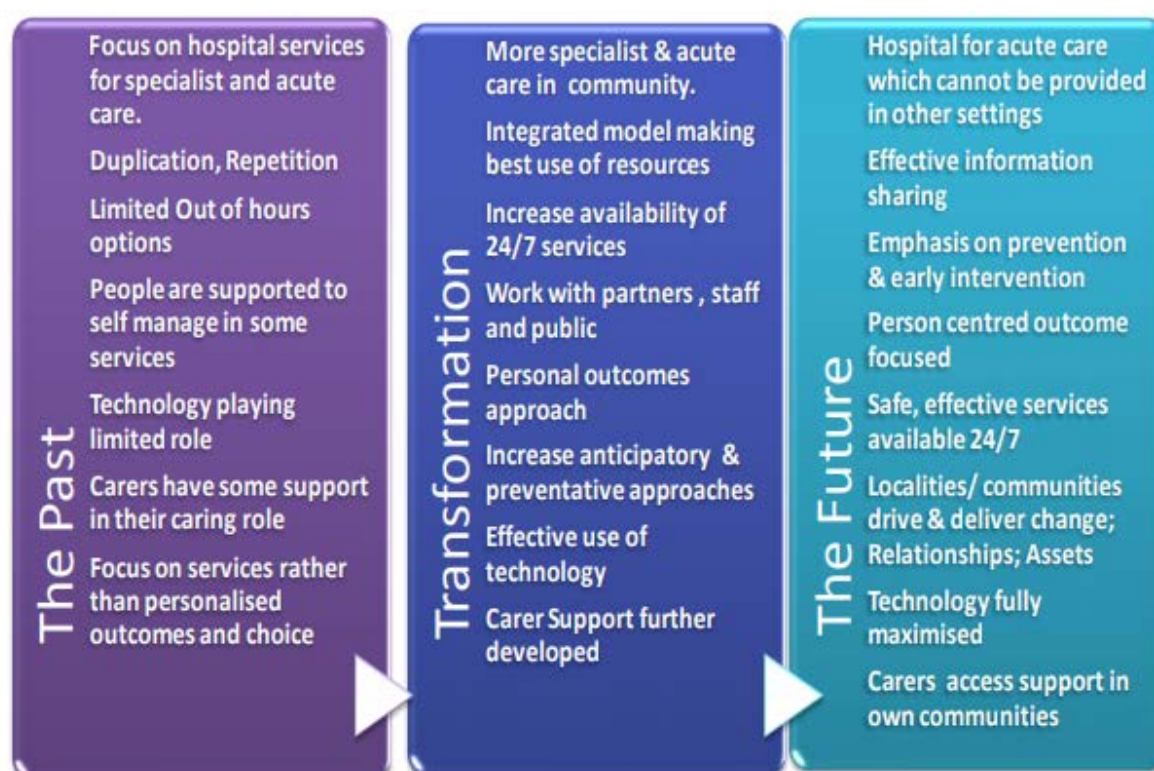 The Past
Focus on hospital services
for specialist and acute
care.
Duplication, Repetition
Limited Out of hours
options
People are supported to
self manage in some
services
Technology playing
limited role
Carers have some support
in their caring role
Focus on services rather
than personalised
outcomes and choice
Transformation
More specialist & acute
care in community.
Integrated model making
best use of resources
Increase availability of
24/7 services
Work with partners , staff
and public
Personal outcomes
approach
Increase anticipatory &
preventative approaches
Effective use of
technology
Carer Support further
developed
The Future
Hospital for acute care
which cannot be provided
in other settings
Effective information
sharing
Emphasis on prevention
& early intervention
Person centred outcome
focused
Safe, effective services
available 24/7
Localities/ communities
drive & deliver change;
Relationships; Assets
Technology fully
maximised
Carers access support in
own communities